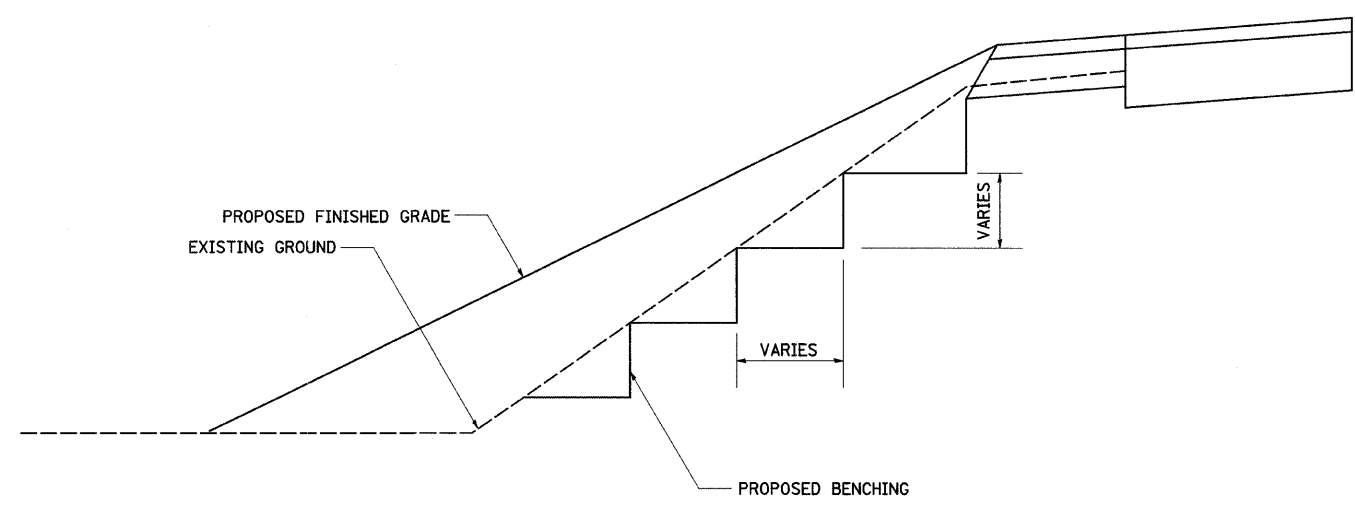 PROPOSED FINISHED GRADE
EXISTING GROUND
VARIES
VARIES
PROPOSED BENCHING